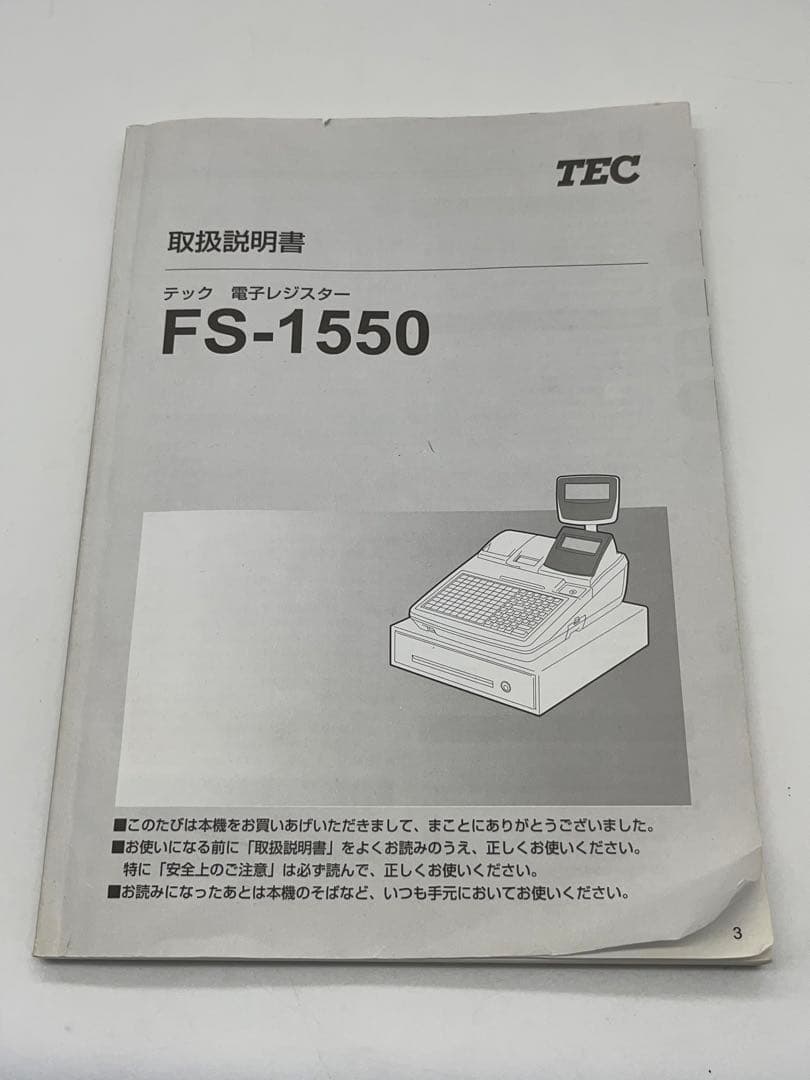 TEC
取扱説明書
テック 電子レジスター
FS-1550
■このたびは本機をお買いあげいただきまして、まことにありがとうございました。
■お使いになる前に「取扱説明書」をよくお読みのうえ、正しくお使いください。
特に「安全上のご注意」は必ず読んで、正しくお使いください。
■お読みになったあとは本機のそばなど、いつも手元においてお使いください。
3